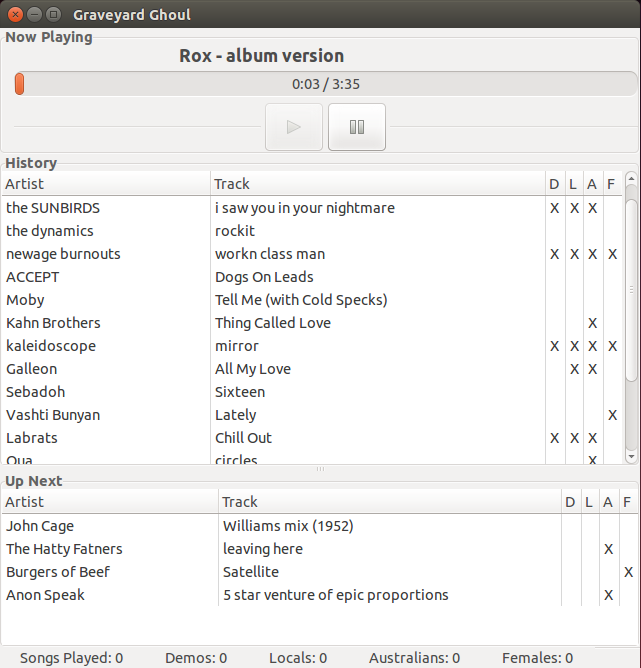 Graveyard Ghoul
Now Playing
Rox - album version
0:03 / 3:35
History
Artist Track D L A F
the SUNBIRDS i saw you in your nightmare X X X
the dynamics rockit
newage burnouts workn class man X X X X
ACCEPT Dogs On Leads
Moby Tell Me (with Cold Specks)
Kahn Brothers Thing Called Love X
kaleidoscope mirror X X X X
Galleon All My Love X X
Sebadoh Sixteen
Vashti Bunyan Lately X
Labrats Chill Out X X X
Qua circles X
Up Next
Artist Track D L A F
John Cage Williams mix (1952)
The Hatty Fatners leaving here X
Burgers of Beef Satellite X
Anon Speak 5 star venture of epic proportions X
Songs Played: 0 Demos: 0 Locals: 0 Australians: 0 Females: 0